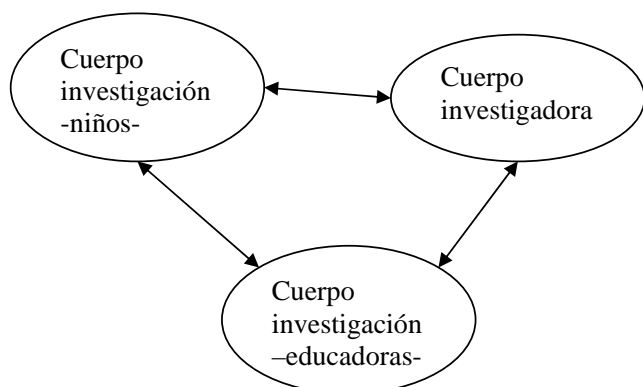 Cuerpo
investigación
-niños-
Cuerpo
investigadora
Cuerpo
investigación
–educadoras-